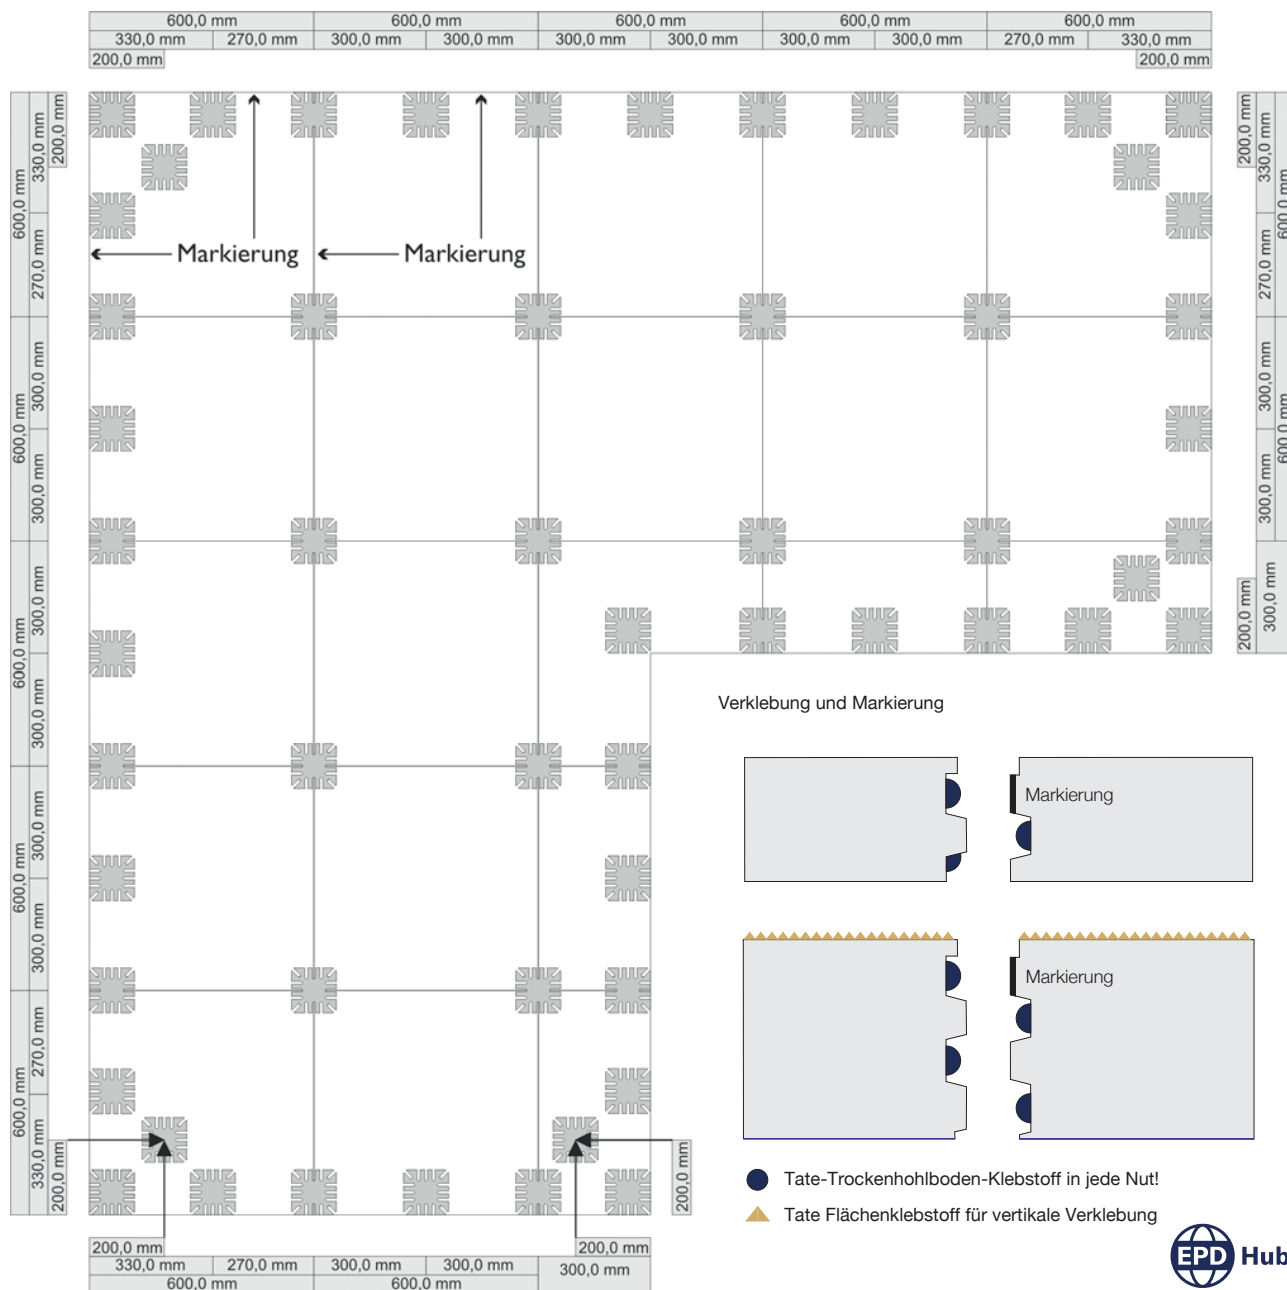 600,0 mm 600,0 mm 600,0 mm 600,0 mm 600,0 mm
330,0 mm 270,0 mm 300,0 mm 300,0 mm 300,0 mm 300,0 mm 300,0 mm 300,0 mm 270,0 mm 330,0 mm
200,0 mm 200,0 mm
600,0 mm
600,0 mm
600,0 mm
600,0 mm
600,0 mm
330,0 mm
270,0 mm
300,0 mm
300,0 mm
300,0 mm
300,0 mm
300,0 mm
300,0 mm
270,0 mm
330,0 mm
200,0 mm
200,0 mm
Markierung Markierung
200,0 mm
330,0 mm
270,0 mm
300,0 mm
300,0 mm
300,0 mm
600,0 mm
600,0 mm
200,0 mm
Verklebung und Markierung
Markierung
Markierung
Tate-Trockenhohlboden-Klebstoff in jede Nut!
Tate Flächenklebstoff für vertikale Verklebung
200,0 mm
200,0 mm 200,0 mm
330,0 mm 270,0 mm 300,0 mm 300,0 mm 300,0 mm
600,0 mm 600,0 mm
EPD Hub